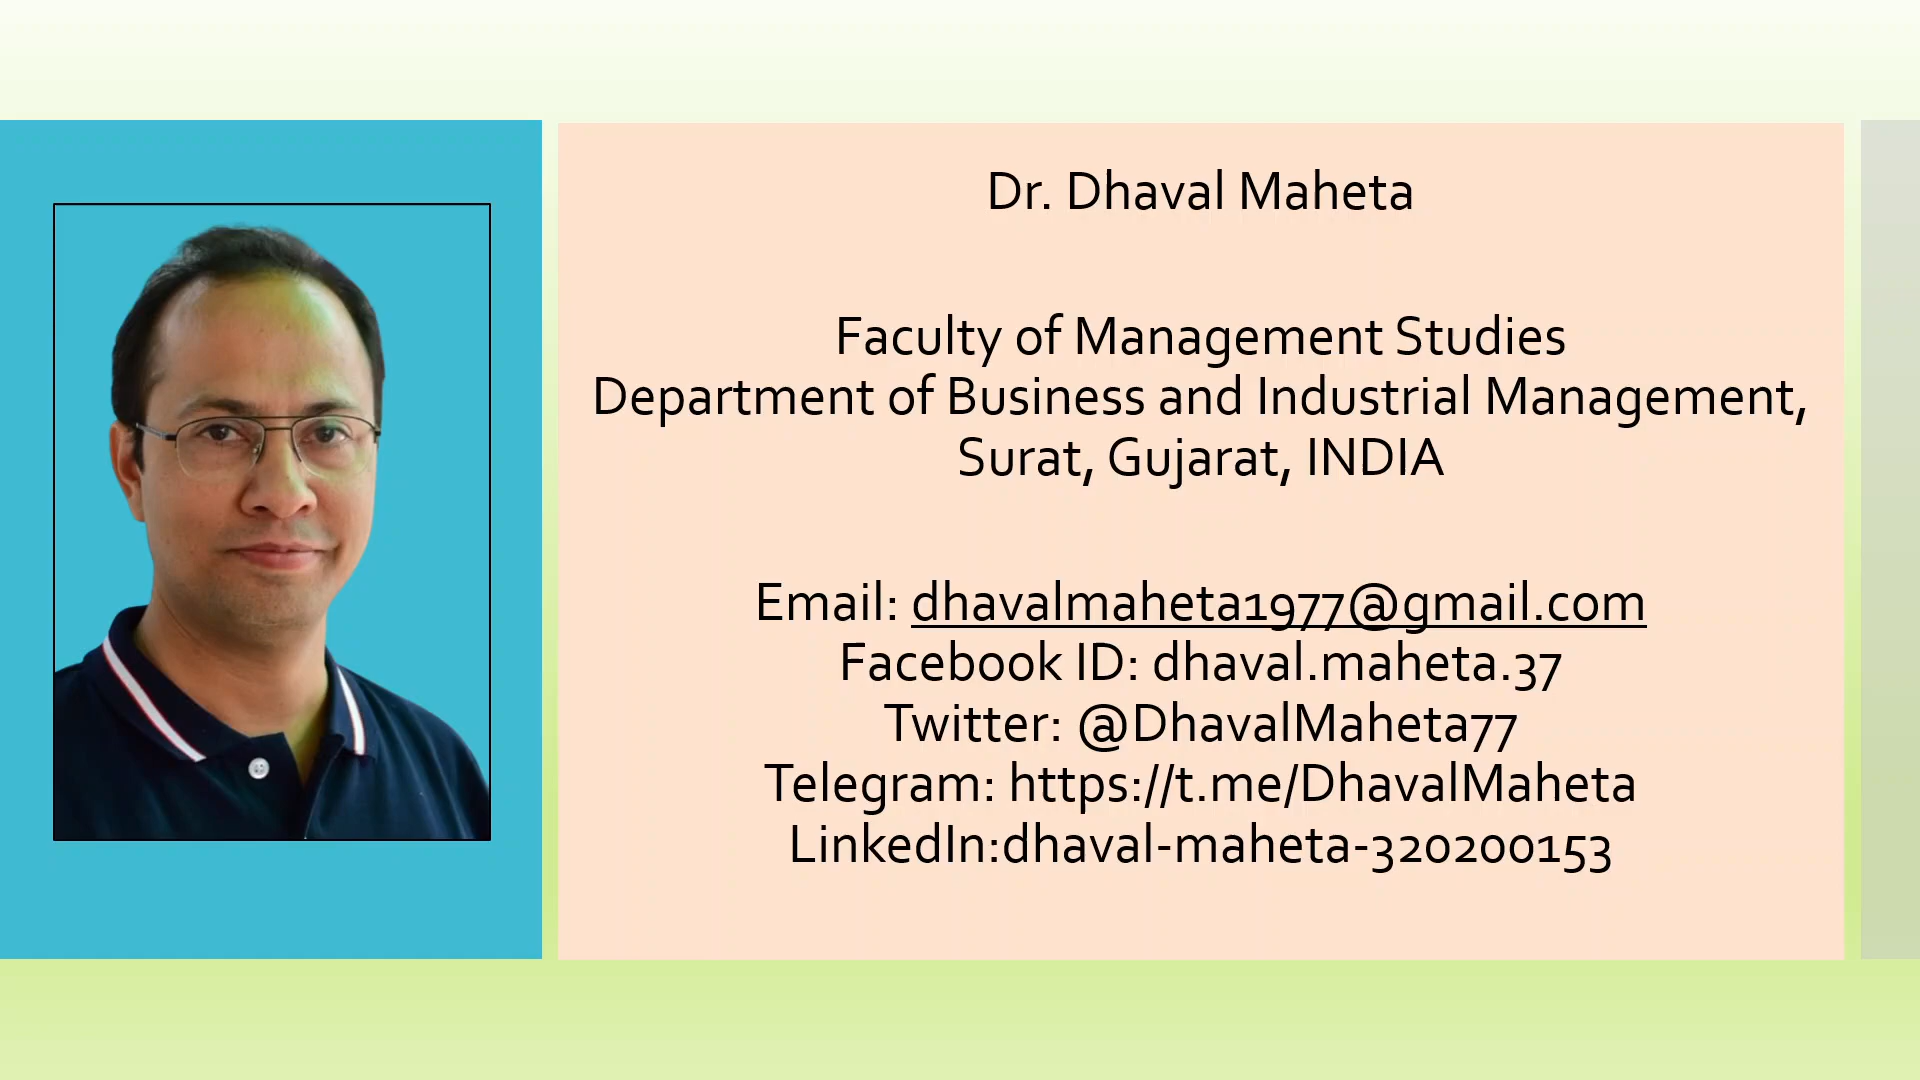 Dr. Dhaval Maheta
Faculty of Management Studies
Department of Business and Industrial Management,
Surat, Gujarat, INDIA
Email: dhavalmaheta1977@gmail.com
Facebook ID: dhaval.maheta.37
Twitter: @DhavalMaheta77
Telegram: https://t.me/DhavalMaheta
LinkedIn:dhaval-maheta-320200153